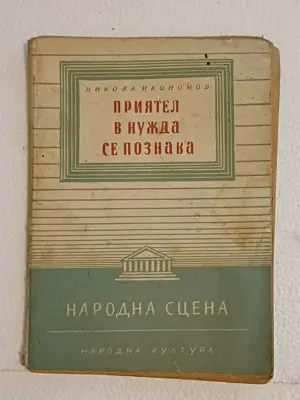 НИКОЛА ИКОНОМОВ
ПРИЯТЕЛ
В НУЖДА
СЕ ПОЗНАВА
НАРОДНА СЦЕНА
НАРОДНА КУЛТУРА